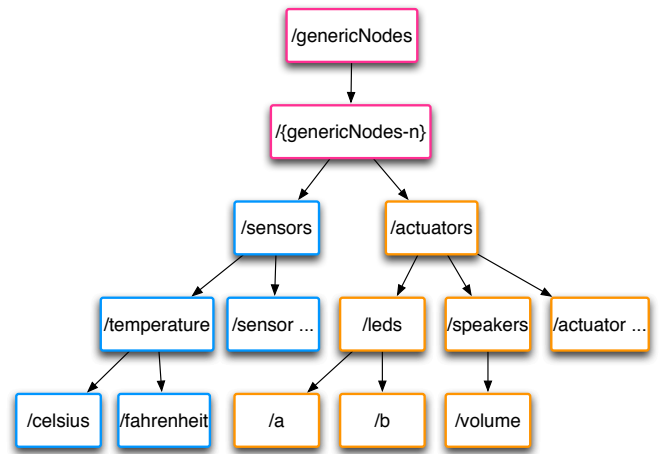 /genericNodes
/{genericNodes-n}
/sensors
/actuators
/temperature
/sensor ...
/leds
/speakers
/actuator ...
/celsius
/fahrenheit
/a
/b
/volume